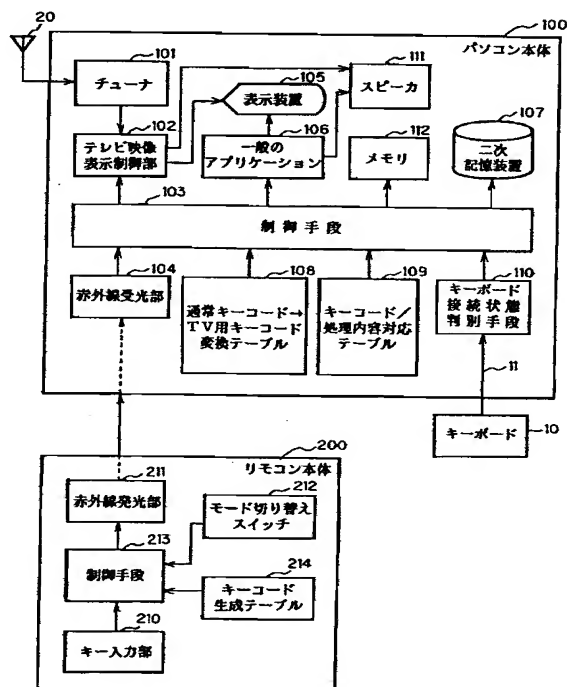 20
100
パソコン本体
101
チューナ
105
表示装置
111
スピーカ
107
二次
記憶装置
102
テレビ映像
表示制御部
106
一般の
アプリケーション
112
メモリ
103
制御手段
104
赤外線受光部
108
通常キーコード→
TV用キーコード
変換テーブル
109
キーコード/
処理内容対応
テーブル
110
キーボード
接続状態
判別手段
11
キーボード
10
200
リモコン本体
211
赤外線発光部
212
モード切り替え
スイッチ
213
制御手段
214
キーコード
生成テーブル
210
キー入力部